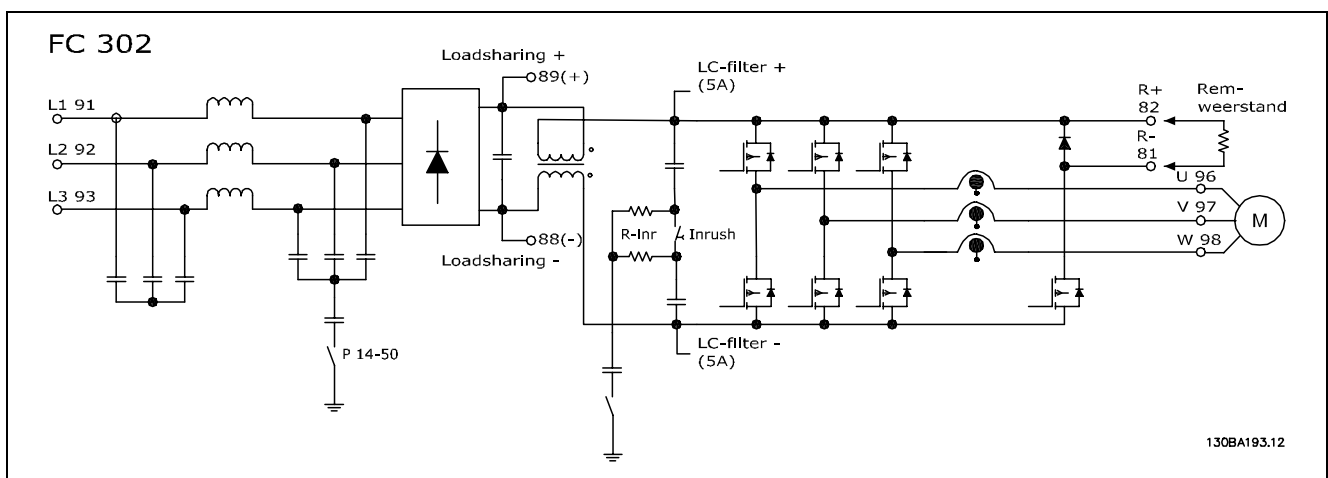 FC 302
Loadsharing +
89(+)
LC-filter +
(5A)
R+
82
Rem-
weerstand
R-
81
L1 91
L2 92
L3 93
U 96
V 97
W 98
M
R-Inr
Inrush
88(-)
Loadsharing -
LC-filter -
(5A)
P 14-50
130BA193.12